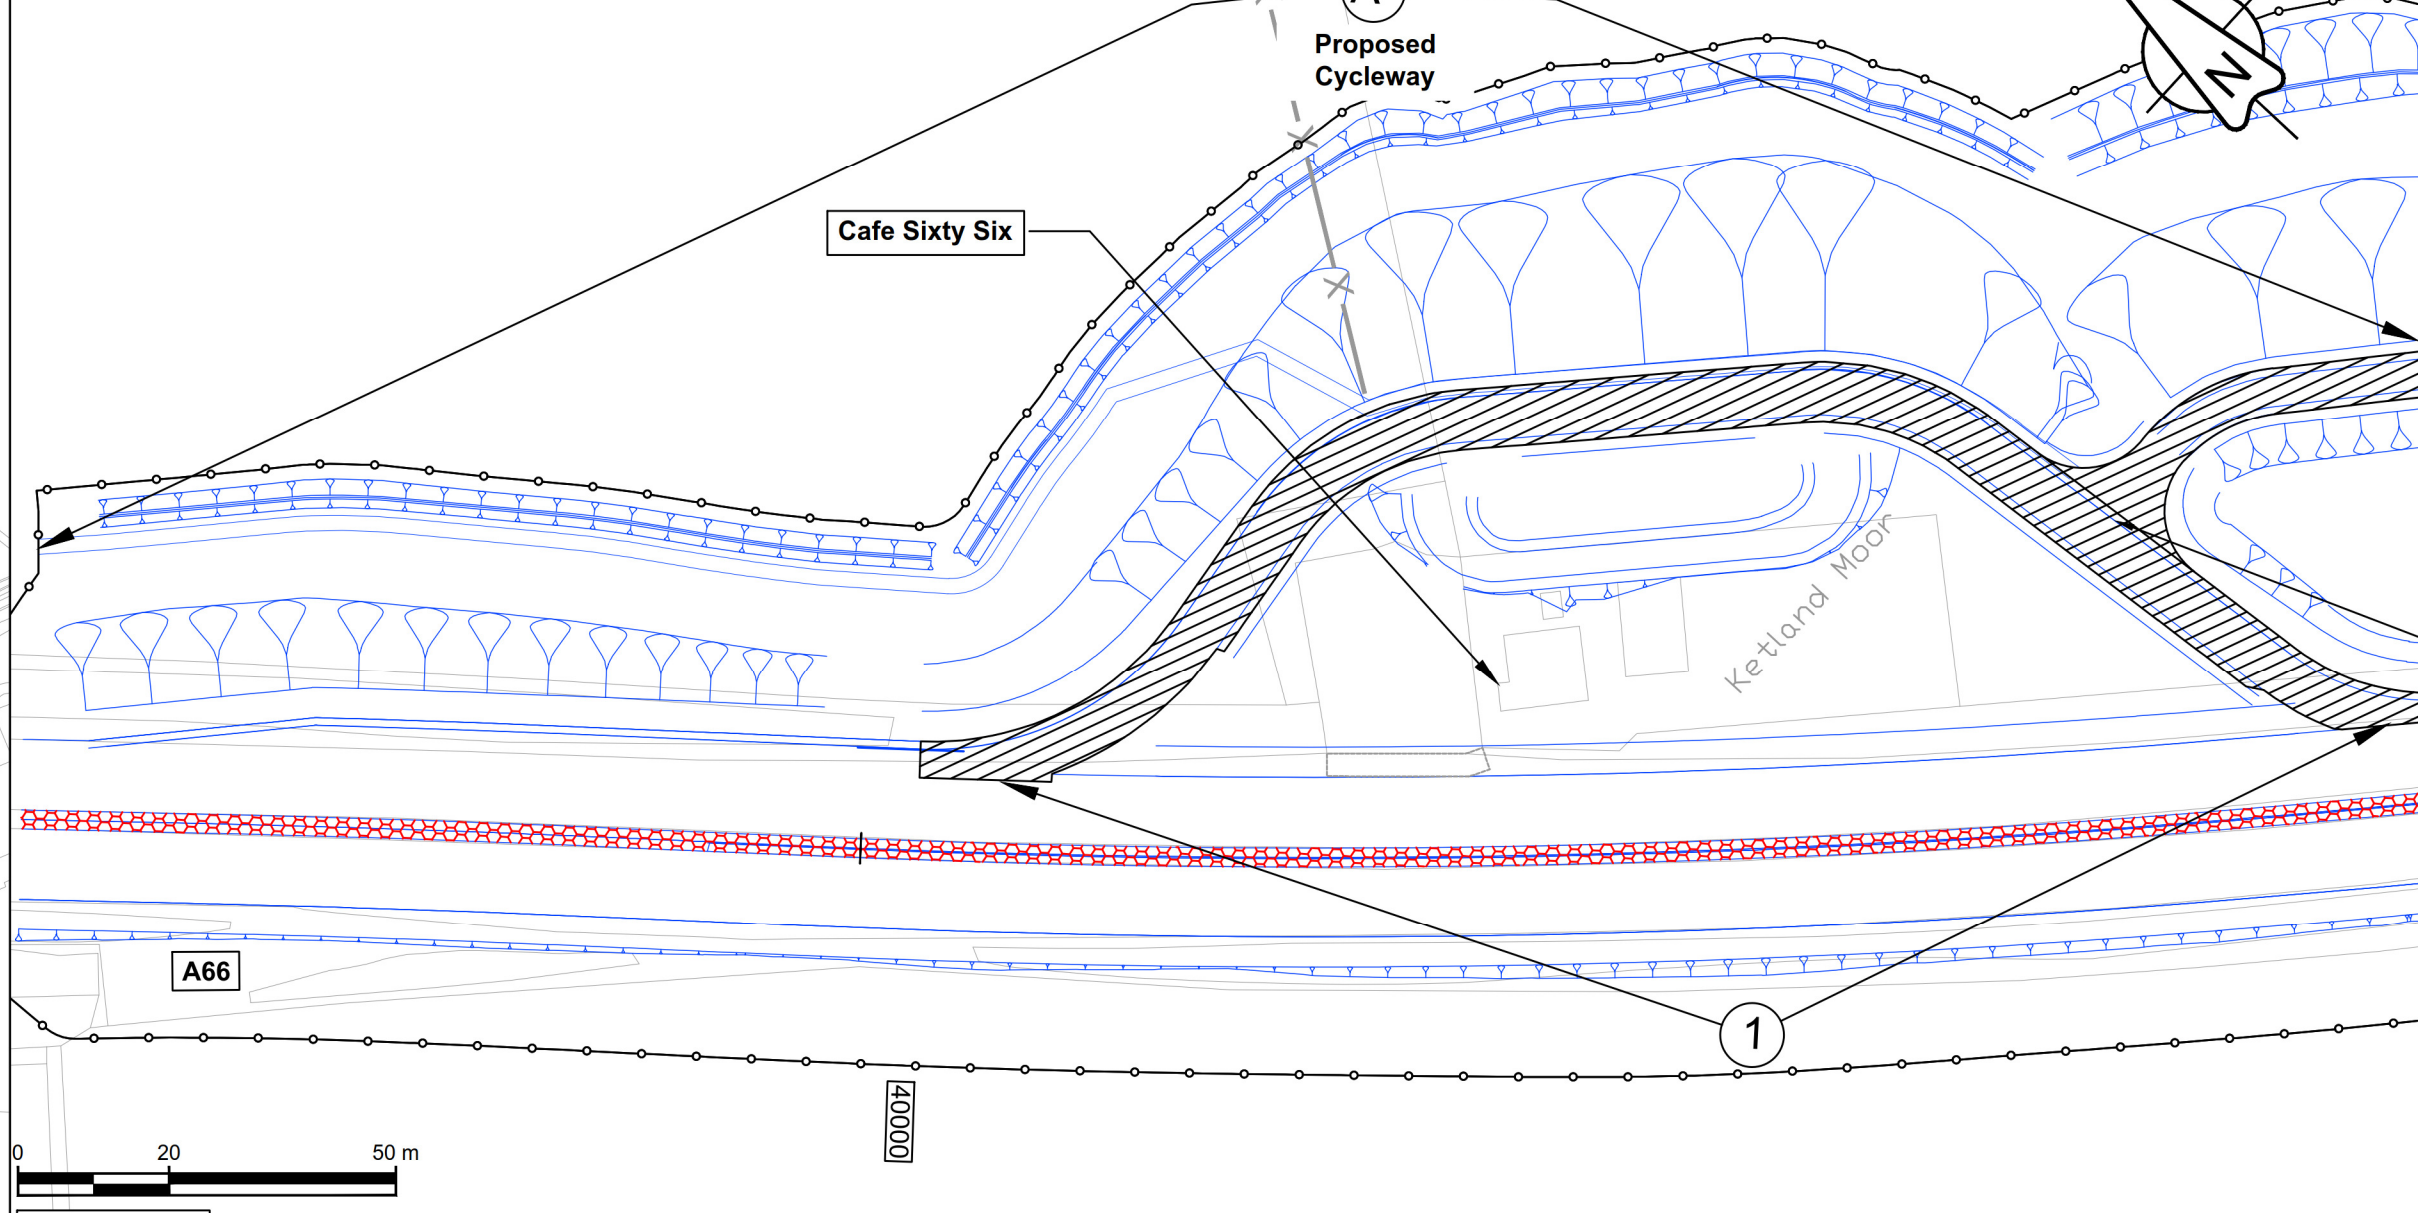 Proposed
Cycleway
N
Cafe Sixty Six
Ketland Moor
X
X
A66
1
40000
0 20 50 m